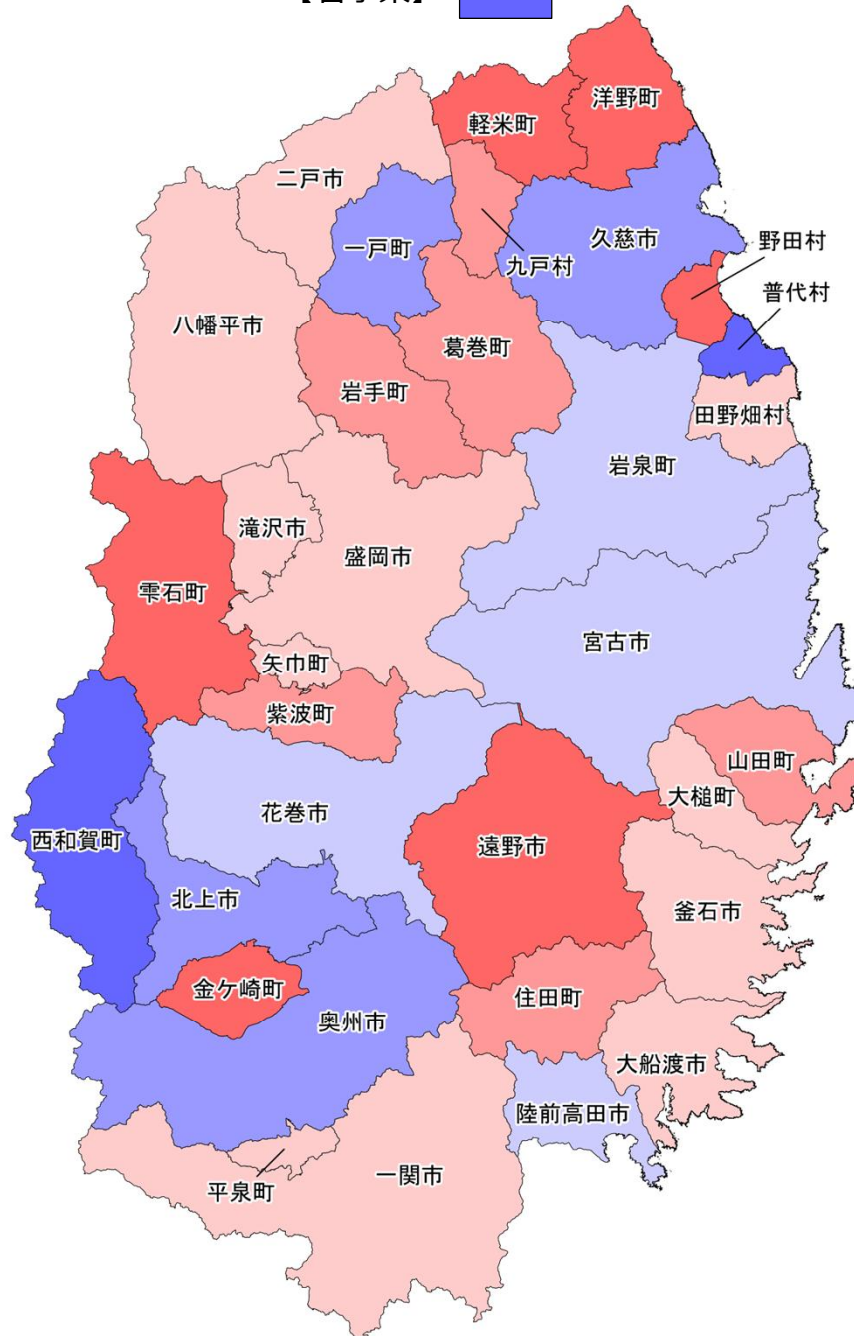 洋野町
軽米町
二戸市
一戸町
九戸村
久慈市
野田村
普代村
八幡平市
葛巻町
岩手町
田野畑村
岩泉町
滝沢市
盛岡市
雫石町
宮古市
矢巾町
紫波町
山田町
大槌町
花巻市
遠野市
西和賀町
北上市
釜石市
金ケ崎町
住田町
奥州市
大船渡市
陸前高田市
一関市
平泉町